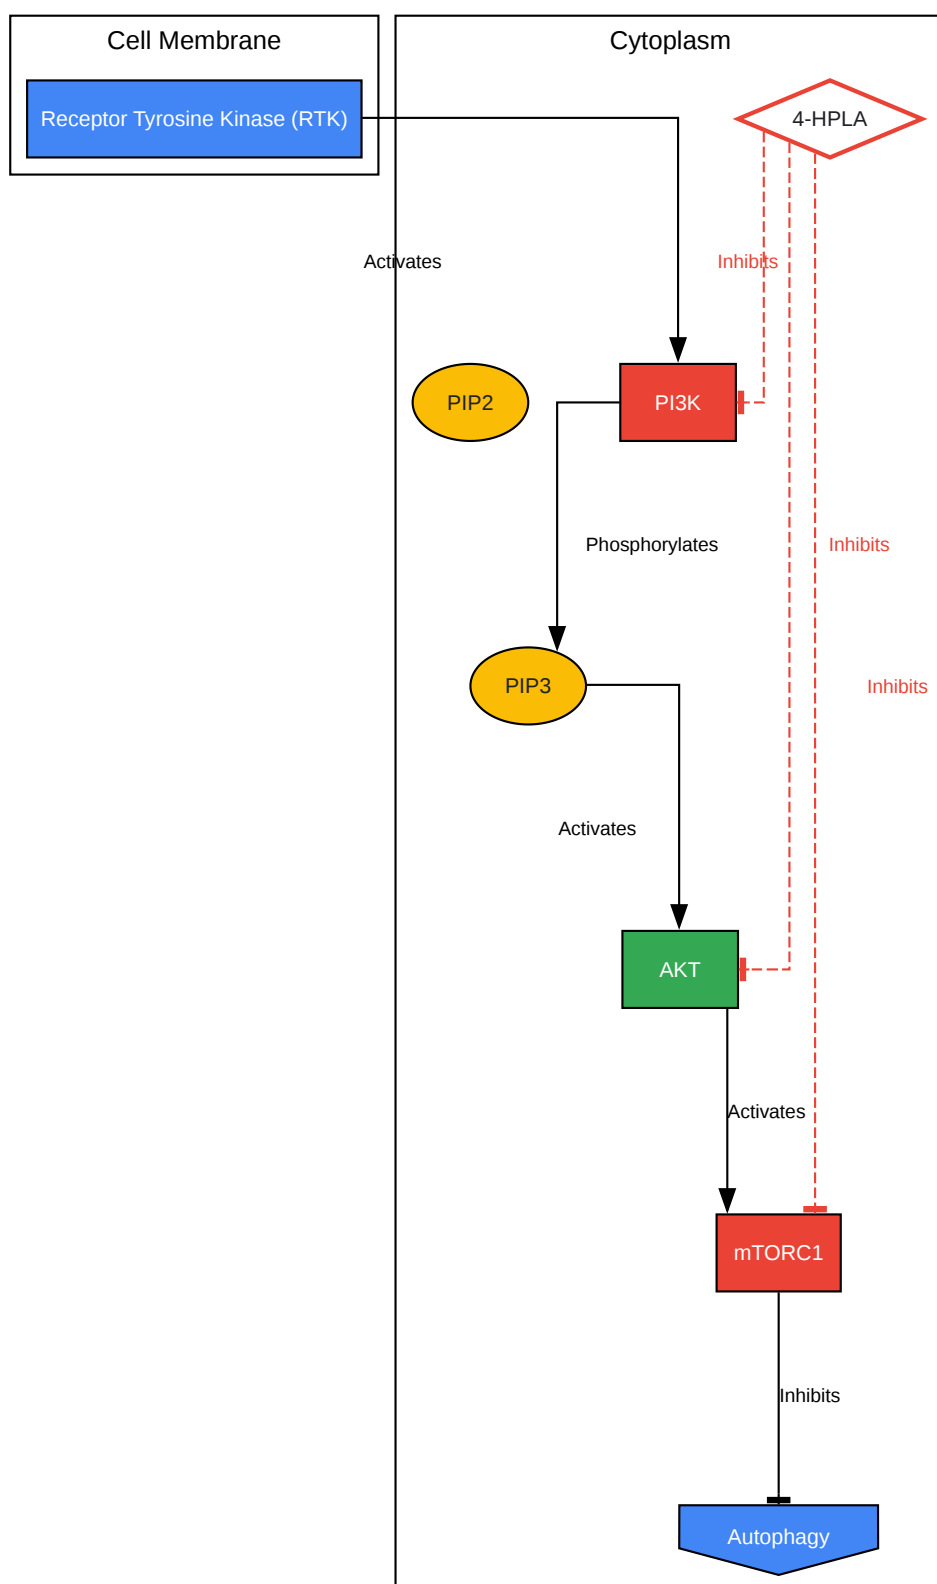 Cell Membrane
Cytoplasm
Receptor Tyrosine Kinase (RTK)
4-HPLA
Activates
Inhibits
PIP2
PI3K
Phosphorylates
Inhibits
PIP3
Inhibits
Activates
AKT
Activates
mTORC1
Inhibits
Autophagy